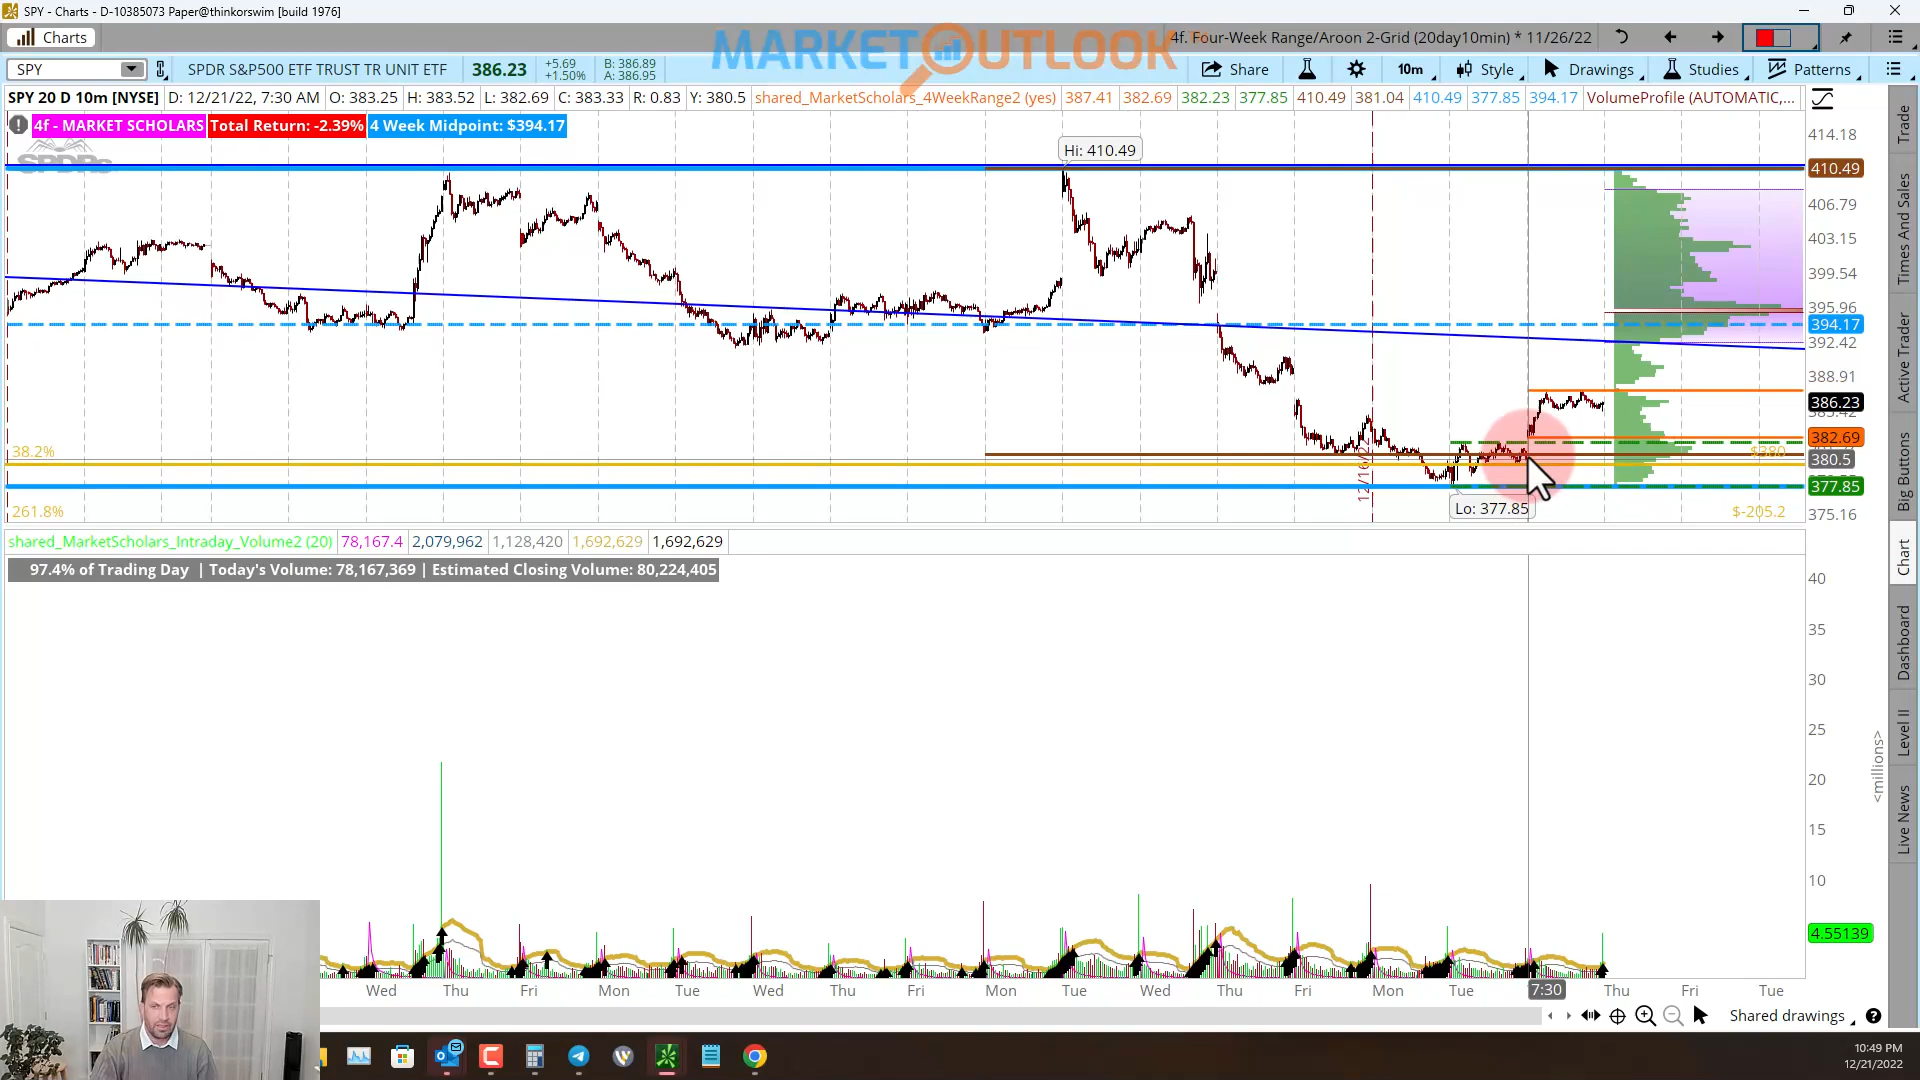 SPY - Charts - D-10385073 Paper@thinkorswim [build 1976]
Charts
MARKETOUTLOOK
4f. Four-Week Range/Aroon 2-Grid (20day10min) * 11/26/22
SPY
SPDR S&P500 ETF TRUST TR UNIT ETF
386.23
+5.69
+1.50%
B: 386.89
A: 386.95
Share
10m
Style
Drawings
Studies
Patterns
SPY 20 D 10m [NYSE]
D: 12/21/22, 7:30 AM
O: 383.25
H: 383.52
L: 382.69
C: 383.33
R: 0.83
Y: 380.5
shared_MarketScholars_4WeekRange2 (yes)
387.41
382.69
382.23
377.85
410.49
381.04
410.49
377.85
394.17
VolumeProfile (AUTOMATIC,...
4f - MARKET SCHOLARS
Total Return: -2.39%
4 Week Midpoint: $394.17
SPDRs
Hi: 410.49
414.18
410.49
406.79
403.15
399.54
395.96
394.17
392.42
388.91
386.23
382.69
380.5
377.85
375.16
38.2%
261.8%
$380
$-205.2
12/16/22
Lo: 377.85
shared_MarketScholars_Intraday_Volume2 (20)
78,167.4
2,079,962
1,128,420
1,692,629
1,692,629
97.4% of Trading Day | Today's Volume: 78,167,369 | Estimated Closing Volume: 80,224,405
40
35
30
25
20
15
10
4.55139
<millions>
Wed
Thu
Fri
Mon
Tue
Wed
Thu
Fri
Mon
Tue
Wed
Thu
Fri
Mon
Tue
7:30
Thu
Fri
Tue
Shared drawings
Trade
Times And Sales
Active Trader
Big Buttons
Chart
Dashboard
Level II
Live News
10:49 PM
12/21/2022